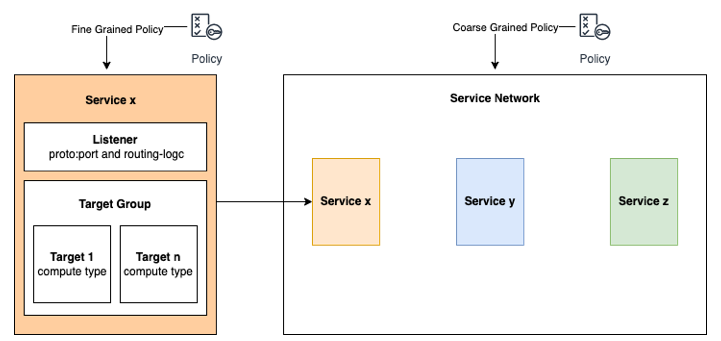 Fine Grained Policy
Policy
Coarse Grained Policy
Policy
Service x
Listener
proto:port and routing-logc
Target Group
Target 1
compute type
Target n
compute type
Service Network
Service x
Service y
Service z